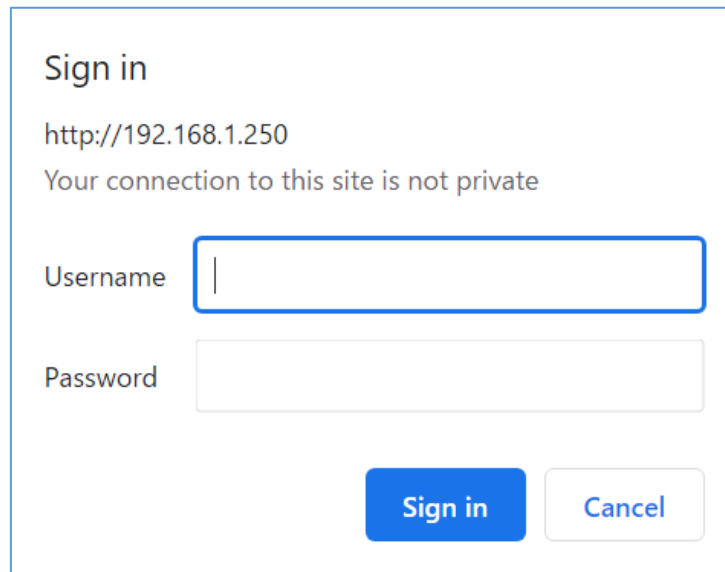 Sign in
http://192.168.1.250
Your connection to this site is not private
Username
Password
Sign in Cancel